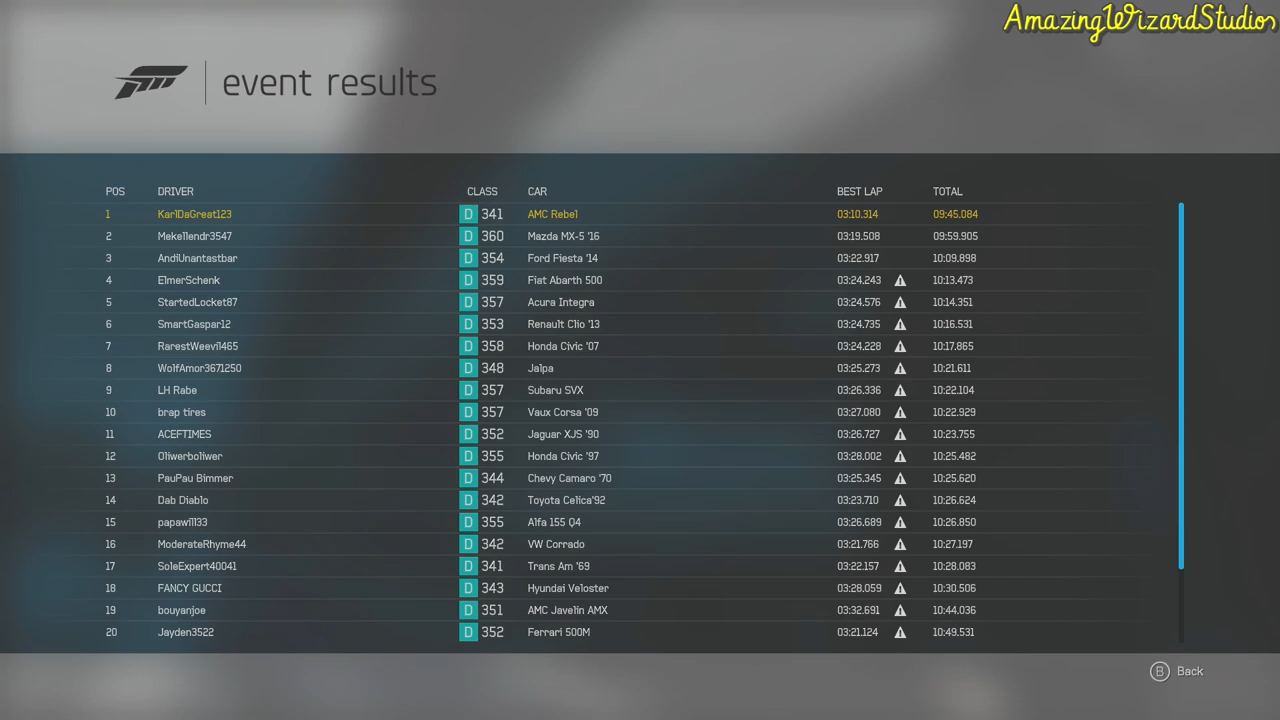 AmazingWizardStudios
event results
POS DRIVER CLASS CAR BEST LAP TOTAL
1 KarlDaGreat123 D 341 AMC Rebel 03:10.314 09:45.084
2 Mekellendr3547 D 360 Mazda MX-5 '16 03:19.508 09:59.905
3 AndiUnantastbar D 354 Ford Fiesta '14 03:22.917 10:09.898
4 ElmerSchenk D 359 Fiat Abarth 500 03:24.243 10:13.473
5 StartedLocket87 D 357 Acura Integra 03:24.576 10:14.351
6 SmartGaspar12 D 353 Renault Clio '13 03:24.735 10:16.531
7 RarestWeevil465 D 358 Honda Civic '07 03:24.228 10:17.865
8 WolfAmor3671250 D 348 Jalpa 03:25.273 10:21.611
9 LH Rabe D 357 Subaru SVX 03:26.336 10:22.104
10 brap tires D 357 Vaux Corsa '09 03:27.080 10:22.929
11 ACEFTIMES D 352 Jaguar XJS '90 03:26.727 10:23.755
12 Oliwerboliwer D 355 Honda Civic '97 03:28.002 10:25.482
13 PauPau Bimmer D 344 Chevy Camaro '70 03:25.345 10:25.620
14 Dab Diablo D 342 Toyota Celica'92 03:23.710 10:26.624
15 papawill33 D 355 Alfa 155 Q4 03:26.689 10:26.850
16 ModerateRhyme44 D 342 VW Corrado 03:21.766 10:27.197
17 SoleExpert40041 D 341 Trans Am '69 03:22.157 10:28.083
18 FANCY GUCCI D 343 Hyundai Veloster 03:28.059 10:30.506
19 bouyanjoe D 351 AMC Javelin AMX 03:32.691 10:44.036
20 Jayden3522 D 352 Ferrari 500M 03:21.124 10:49.531
B Back